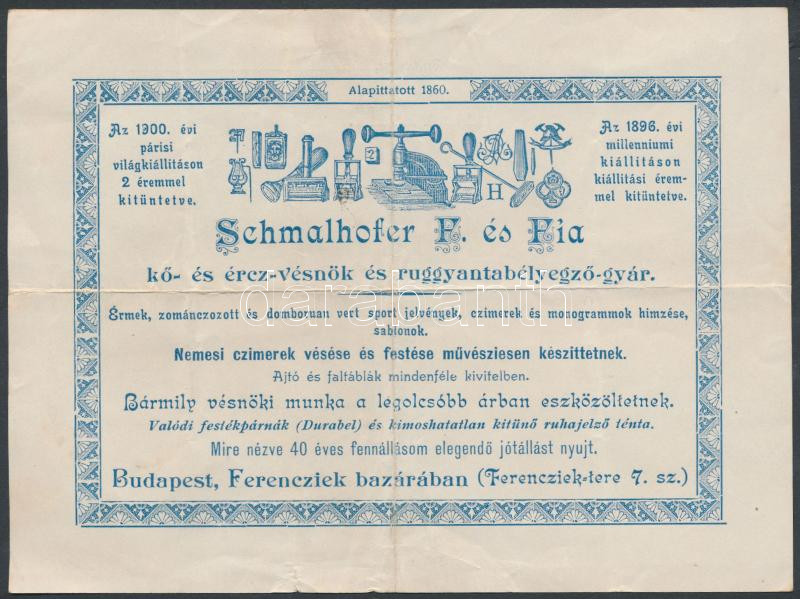 Alapittatott 1860.
Az 1900. évi
párisi
világkiállitáson
2 éremmel
kitüntetve.
Az 1896. évi
millenniumi
kiállitáson
kiállitási érem-
mel kitüntetve.
2
H
Schmalhofer F. és Fia
kő- és ércz-vésnök és ruggyantabélyegző-gyár.
darabanth
Érmek, zománczozott és domboruan vert sport jelvények, czimerek és monogrammok himzése,
sablonok.
Nemesi czimerek vésése és festése művésziesen készittetnek.
Ajtó és faltáblák mindenféle kivitelben.
Bármily vésnöki munka a legolcsóbb árban eszközöltetnek.
Valódi festékpárnák (Durabel) és kimoshatatlan kitünő ruhajelző ténta.
Mire nézve 40 éves fennállásom elegendő jótállást nyujt.
Budapest, Ferencziek bazárában (Ferencziek-tere 7. sz.)